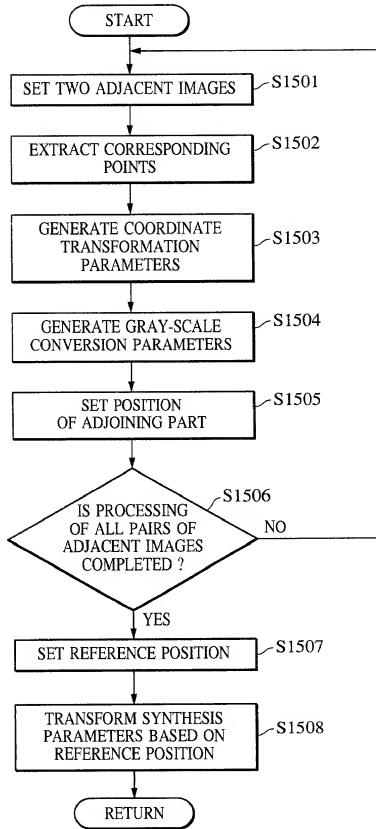 START
SET TWO ADJACENT IMAGES
S1501
EXTRACT CORRESPONDING
POINTS
S1502
GENERATE COORDINATE
TRANSFORMATION
PARAMETERS
S1503
GENERATE GRAY-SCALE
CONVERSION PARAMETERS
S1504
SET POSITION
OF ADJOINING PART
S1505
IS PROCESSING
OF ALL PAIRS OF
ADJACENT IMAGES
COMPLETED ?
S1506
NO
YES
SET REFERENCE POSITION
S1507
TRANSFORM SYNTHESIS
PARAMETERS BASED ON
REFERENCE POSITION
S1508
RETURN